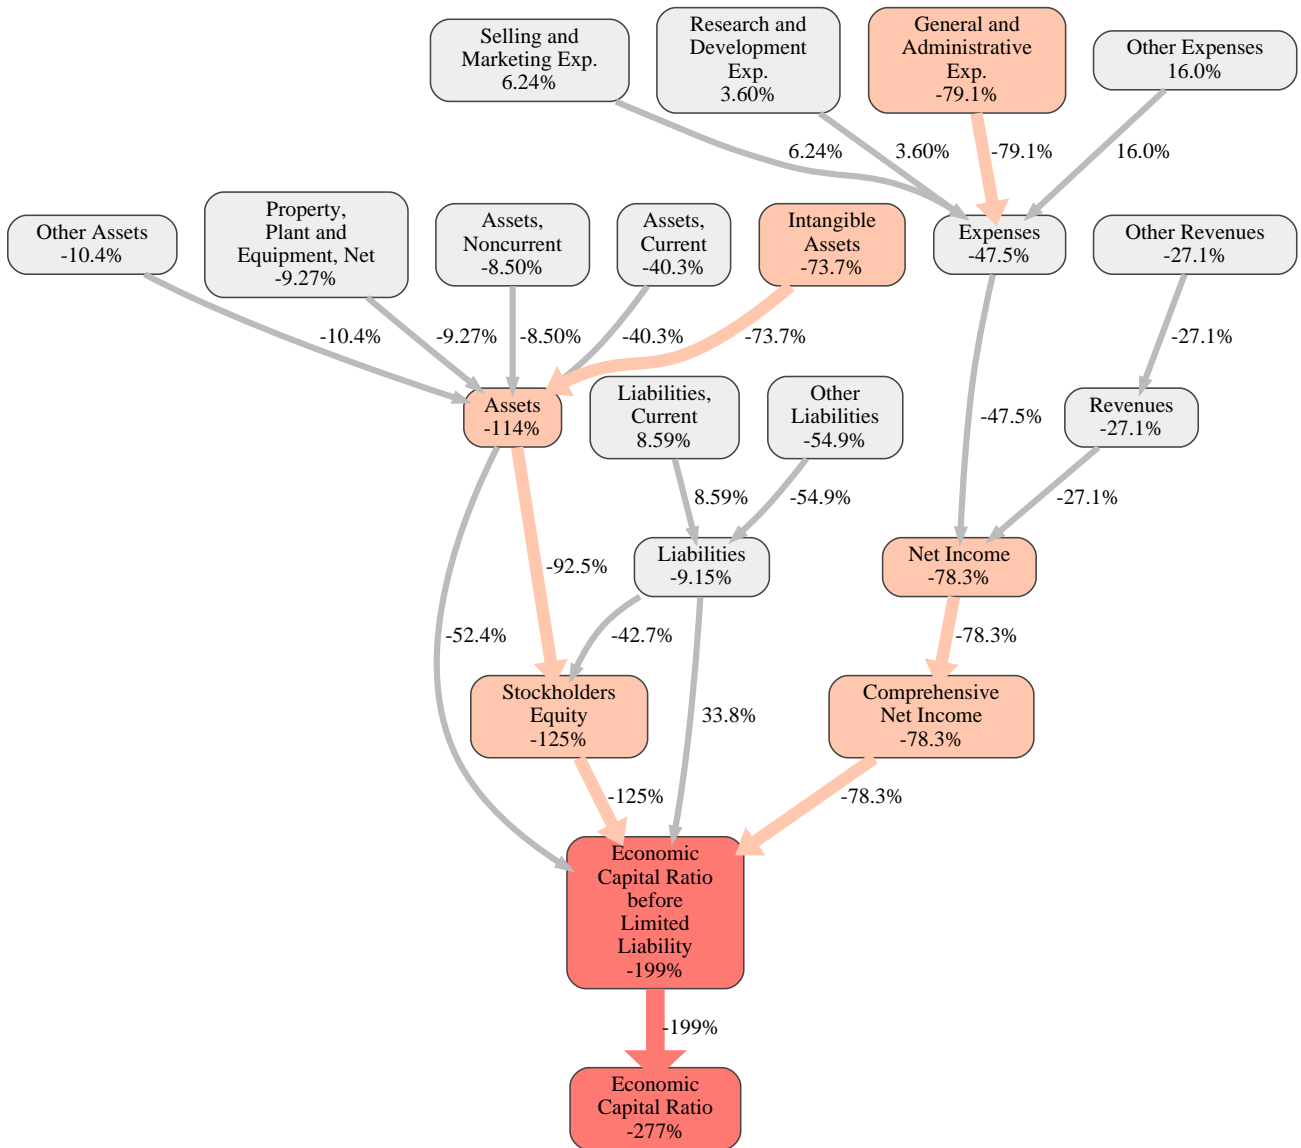 Selling and
Marketing Exp.
6.24%
Research and
Development
Exp.
3.60%
General and
Administrative
Exp.
-79.1%
Other Expenses
16.0%
6.24%
3.60%
-79.1%
16.0%
Other Assets
-10.4%
Property,
Plant and
Equipment, Net
-9.27%
Assets,
Noncurrent
-8.50%
Assets,
Current
-40.3%
Intangible
Assets
-73.7%
Expenses
-47.5%
Other Revenues
-27.1%
-10.4%
-9.27%
-8.50%
-40.3%
-73.7%
-27.1%
Assets
-114%
Liabilities,
Current
8.59%
Other
Liabilities
-54.9%
-47.5%
Revenues
-27.1%
8.59%
-54.9%
-27.1%
-92.5%
Liabilities
-9.15%
Net Income
-78.3%
-52.4%
-42.7%
-78.3%
Stockholders
Equity
-125%
33.8%
Comprehensive
Net Income
-78.3%
-125%
-78.3%
Economic
Capital Ratio
before
Limited
Liability
-199%
-199%
Economic
Capital Ratio
-277%